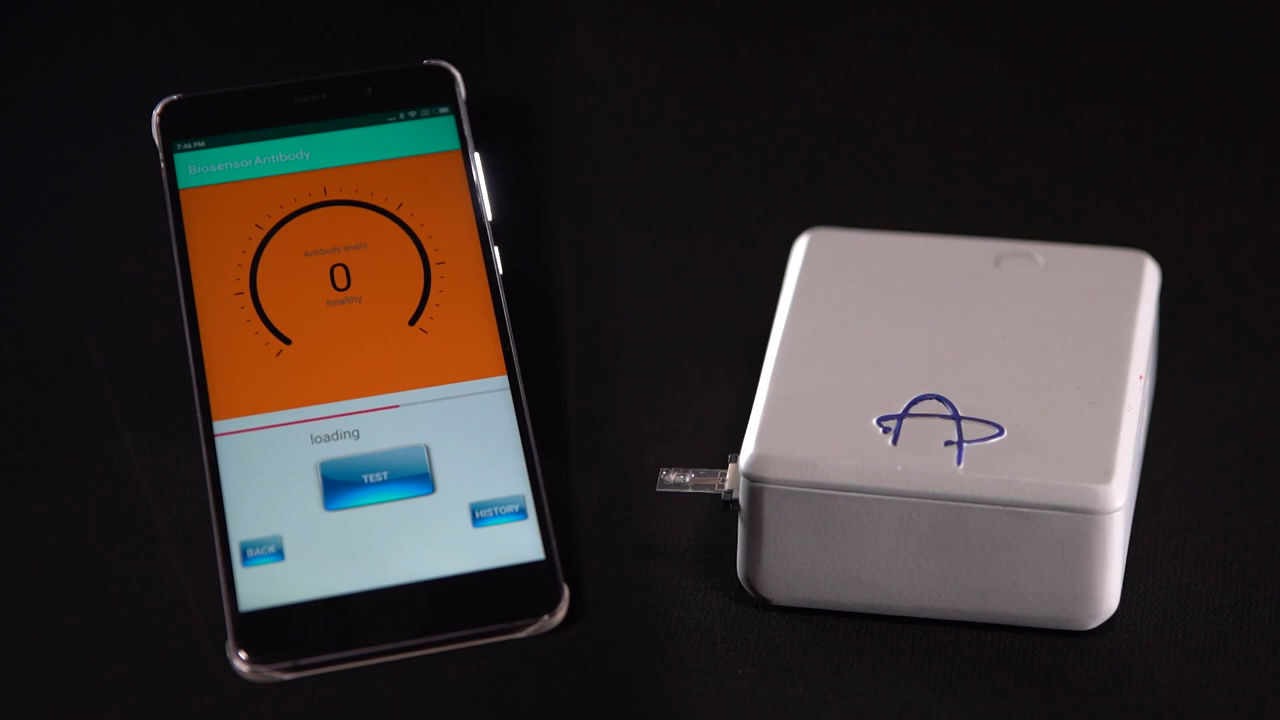 7:46 PM
BiosensorAntibody
Antibody levels
0
healthy
loading
TEST
HISTORY
BACK